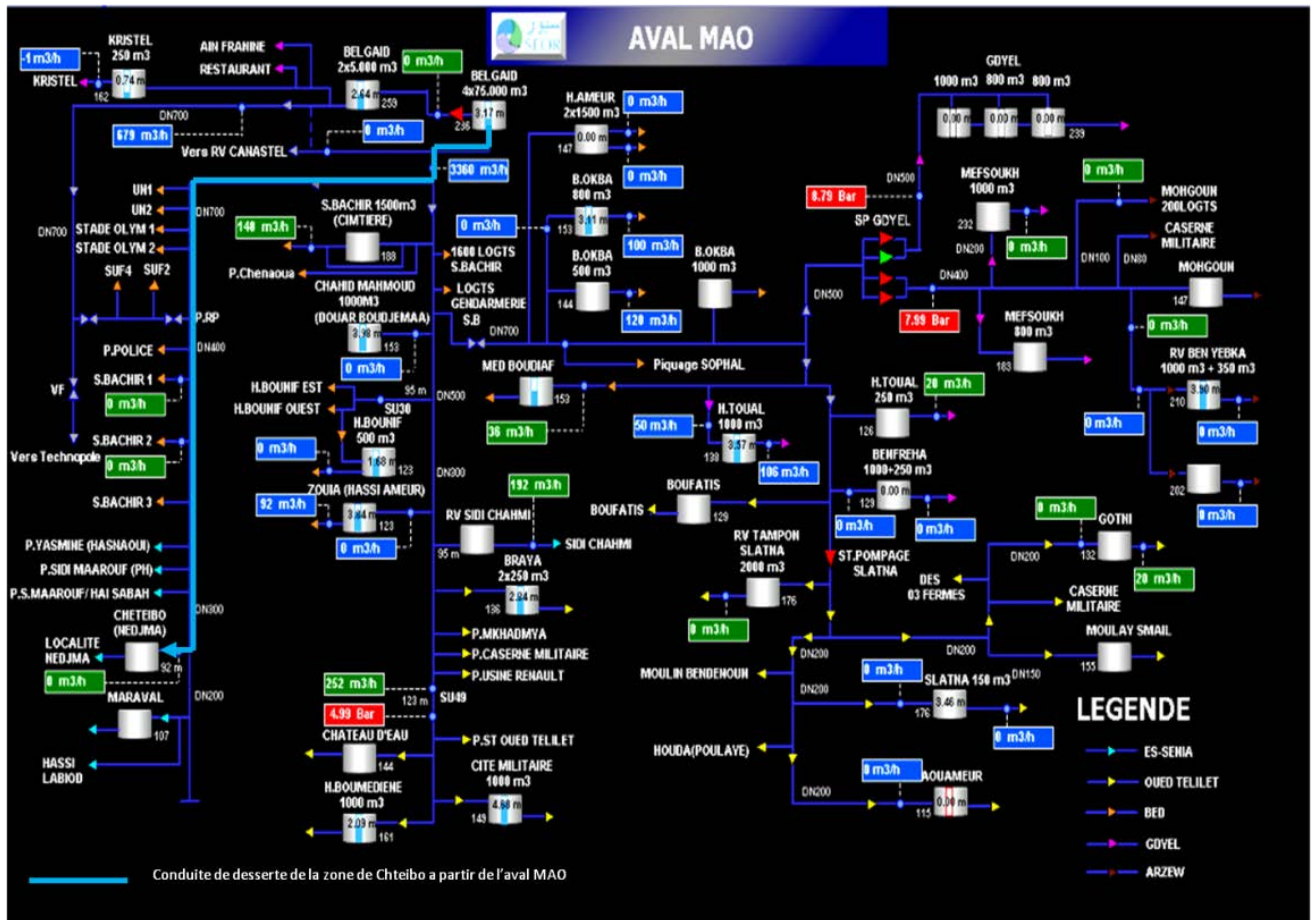 سيور
SEOR
AVAL MAO
-1 m3/h
KRISTEL
250 m3
0.74 m
KRISTEL
162
AIN FRANINE
RESTAURANT
BELGAID
2x5.000 m3
2.64 m
259
0 m3/h
BELGAID
4x75.000 m3
3.17 m
236
DN700
679 m3/h
0 m3/h
Vers RV CANASTEL
3360 m3/h
H.AMEUR
2x1500 m3
0.00 m
147
0 m3/h
0 m3/h
GDYEL
1000 m3
800 m3
800 m3
0.00 m
0.00 m
0.00 m
239
DN500
8.79 Bar
SP GDYEL
MEFSOUKH
1000 m3
232
0 m3/h
DN200
0 m3/h
MOHGOUN
200LOGTS
CASERNE
MILITAIRE
DN100
DN80
DN400
MOHGOUN
147
UN1
UN2
DN700
STADE OLYM 1
STADE OLYM 2
DN700
SUF4
SUF2
P.RP
S.BACHIR 1500m3
(CIMTIERE)
148 m3/h
188
P.Chenaoua
1600 LOGTS
S.BACHIR
LOGTS
GENDARMERIE
S.B
DN700
0 m3/h
B.OKBA
800 m3
153
100 m3/h
B.OKBA
500 m3
144
120 m3/h
B.OKBA
1000 m3
DN500
7.99 Bar
MEFSOUKH
800 m3
183
0 m3/h
RV BEN YEBKA
1000 m3 + 350 m3
3.90 m
210
0 m3/h
0 m3/h
202
0 m3/h
CHAHID MAHMOUD
1000M3
(DOUAR BOUDJEMAA)
3.98 m
153
0 m3/h
95 m
DN400
P.POLICE
S.BACHIR 1
0 m3/h
VF
S.BACHIR 2
Vers Technopole
0 m3/h
S.BACHIR 3
H.BOUNIF EST
H.BOUNIF OUEST
SU30
DN500
H.BOUNIF
500 m3
1.68 m
123
0 m3/h
DN300
Piquage SOPHAL
MED BOUDIAF
153
36 m3/h
50 m3/h
H.TOUAL
1000 m3
3.57 m
138
106 m3/h
H.TOUAL
250 m3
126
20 m3/h
BENFREHA
1000+250 m3
0.00 m
129
0 m3/h
0 m3/h
ZOUIA (HASSI AMEUR)
92 m3/h
3.84 m
123
0 m3/h
192 m3/h
RV SIDI CHAHMI
95 m
SIDI CHAHMI
BOUFATIS
BOUFATIS
129
RV TAMPON
SLATNA
2000 m3
176
0 m3/h
ST.POMPAGE
SLATNA
0 m3/h
GOTHI
132
20 m3/h
DN200
DES
03 FERMES
CASERNE
MILITAIRE
MOULAY SMAIL
155
P.YASMINE (HASNAOUI)
P.SIDI MAAROUF (PH)
P.S.MAAROUF/ HAI SABAH
DN300
CHETEIBO
(NEDJMA)
LOCALITE
NEDJMA
92 m
0 m3/h
MARAVAL
107
DN200
HASSI
LABIOD
BRAYA
2x250 m3
2.84 m
136
P.MKHADMYA
P.CASERNE MILITAIRE
P.USINE RENAULT
252 m3/h
123 m
SU49
4.99 Bar
CHATEAU D'EAU
144
P.ST OUED TELILET
H.BOUMEDIENE
1000 m3
2.09 m
161
CITE MILITAIRE
1000 m3
4.68 m
149
DN200
DN200
MOULIN BENDENOUN
DN200
0 m3/h
SLATNA 150 m3
DN150
3.46 m
176
0 m3/h
HOUDA(POULAYE)
DN200
0 m3/h
AOUAMEUR
0.00 m
115
LEGENDE
ES-SENIA
OUED TELILET
BED
GDYEL
ARZEW
Conduite de desserte de la zone de Chteibo a partir de l'aval MAO